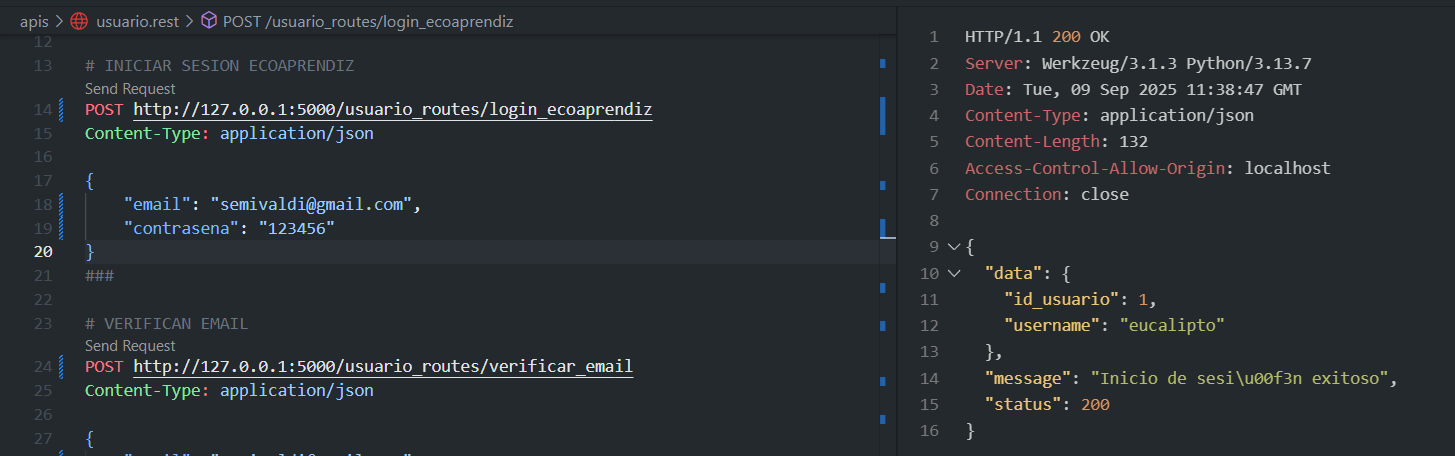 apis > usuario.rest > POST /usuario_routes/login_ecoaprendiz
12
13 # INICIAR SESION ECOAPRENDIZ
Send Request
14 POST http://127.0.0.1:5000/usuario_routes/login_ecoaprendiz
15 Content-Type: application/json
16
17 {
18 "email": "semivaldi@gmail.com",
19 "contrasena": "123456"
20 }
21 ###
22
23 # VERIFICAN EMAIL
Send Request
24 POST http://127.0.0.1:5000/usuario_routes/verificar_email
25 Content-Type: application/json
26
27 {
1 HTTP/1.1 200 OK
2 Server: Werkzeug/3.1.3 Python/3.13.7
3 Date: Tue, 09 Sep 2025 11:38:47 GMT
4 Content-Type: application/json
5 Content-Length: 132
6 Access-Control-Allow-Origin: localhost
7 Connection: close
8
9 {
10 "data": {
11 "id_usuario": 1,
12 "username": "eucalipto"
13 },
14 "message": "Inicio de sesi\u00f3n exitoso",
15 "status": 200
16 }